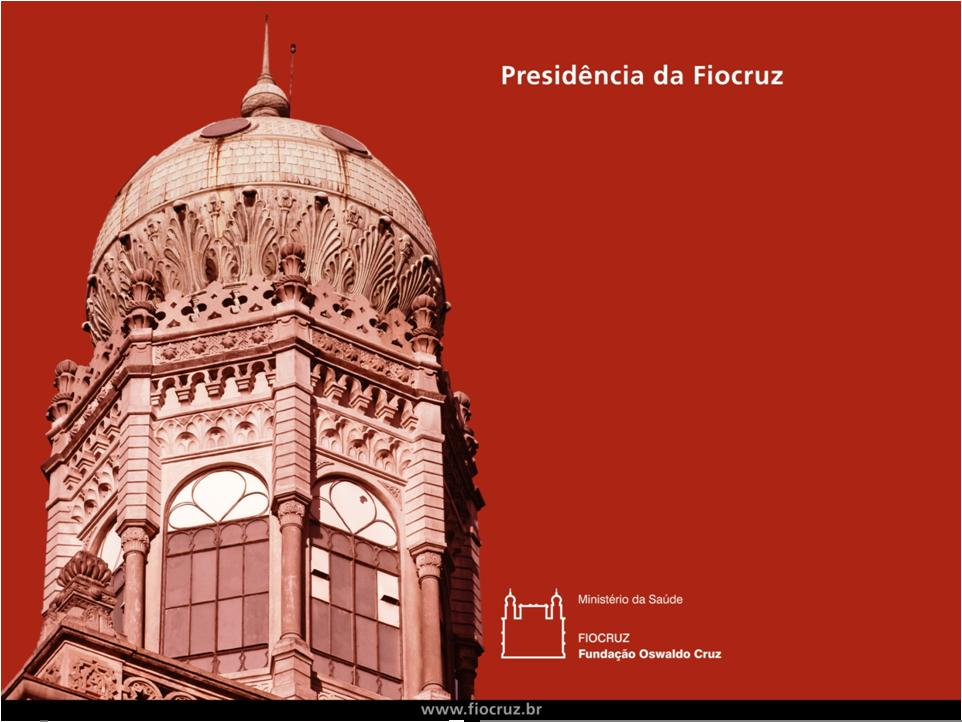 Presidência da Fiocruz
Ministério da Saúde
FIOCRUZ
Fundação Oswaldo Cruz
www.fiocruz.br